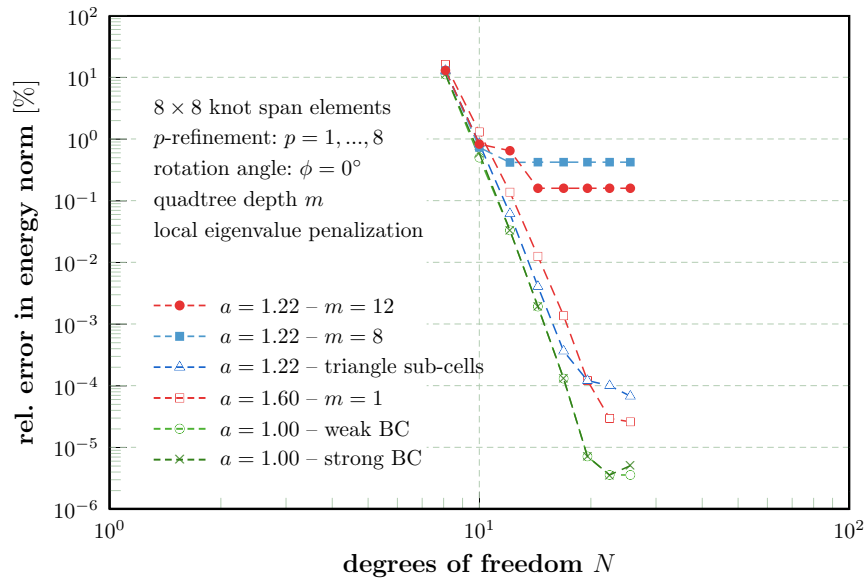 rel. error in energy norm [%]
10^2
10^1
10^0
10^−1
10^−2
10^−3
10^−4
10^−5
10^−6
8 × 8 knot span elements
p-refinement: p = 1, ..., 8
rotation angle: ϕ = 0°
quadtree depth m
local eigenvalue penalization
a = 1.22 – m = 12
a = 1.22 – m = 8
a = 1.22 – triangle sub-cells
a = 1.60 – m = 1
a = 1.00 – weak BC
a = 1.00 – strong BC
10^0 10^1 10^2
degrees of freedom N